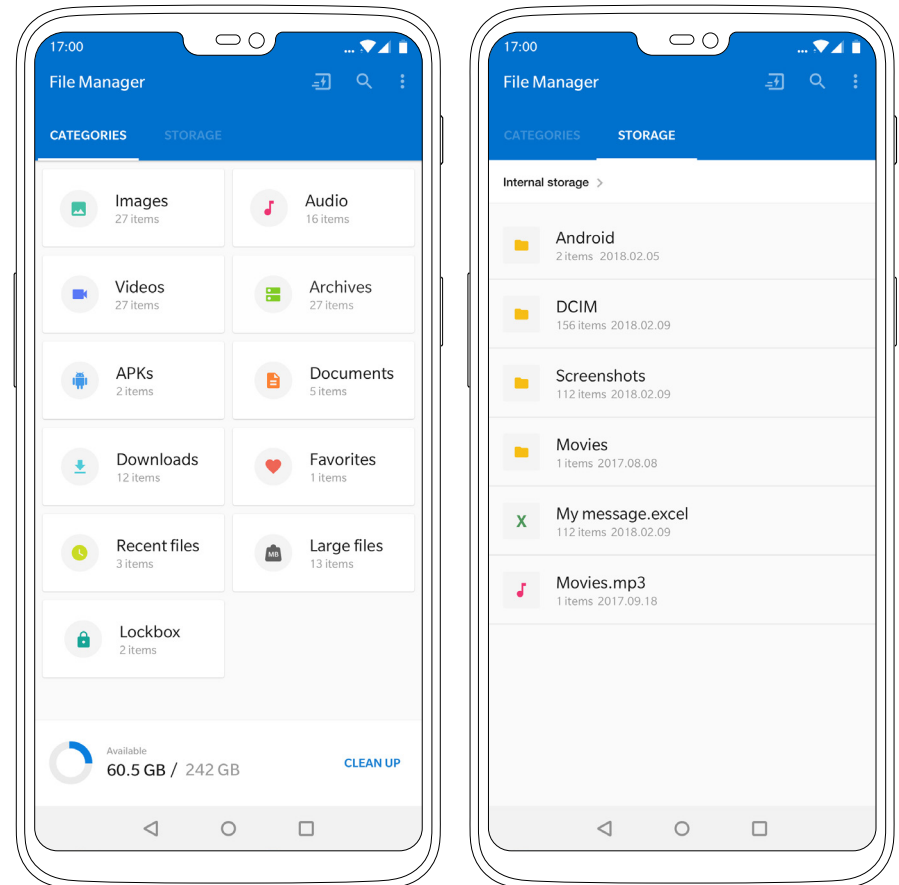 17:00
...
File Manager
CATEGORIES STORAGE
Images
27 items
Audio
16 items
Videos
27 items
Archives
27 items
APKs
2 items
Documents
5 items
Downloads
12 items
Favorites
1 items
Recent files
3 items
MB
Large files
13 items
Lockbox
2 items
Available
60.5 GB / 242 GB
CLEAN UP
17:00
...
File Manager
CATEGORIES STORAGE
Internal storage >
Android
2 items 2018.02.05
DCIM
156 items 2018.02.09
Screenshots
112 items 2018.02.09
Movies
1 items 2017.08.08
X
My message.excel
112 items 2018.02.09
Movies.mp3
1 items 2017.09.18